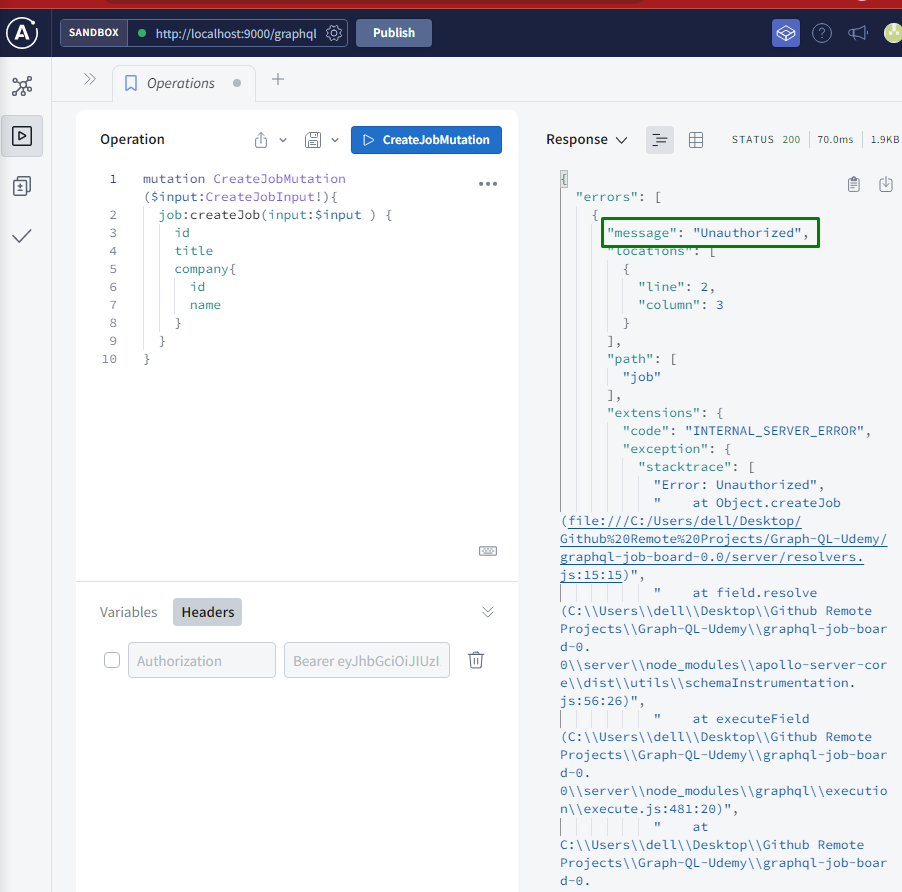 SANDBOX
http://localhost:9000/graphql
Publish
Operations
Operation
CreateJobMutation
1 mutation CreateJobMutation
($input:CreateJobInput!){
2 job:createJob(input:$input ) {
3 id
4 title
5 company{
6 id
7 name
8 }
9 }
10 }
Variables
Headers
Authorization
Bearer eyJhbGciOiJIUzI
Response
STATUS 200
70.0ms
1.9KB
{
"errors": [
{
"message": "Unauthorized",
"locations": [
{
"line": 2,
"column": 3
}
],
"path": [
"job"
],
"extensions": {
"code": "INTERNAL_SERVER_ERROR",
"exception": {
"stacktrace": [
"Error: Unauthorized",
" at Object.createJob
(file:///C:/Users/dell/Desktop/
Github%20Remote%20Projects/Graph-QL-Udemy/
graphql-job-board-0.0/server/resolvers.
js:15:15)",
" at field.resolve
(C:\\Users\\dell\\Desktop\\Github Remote
Projects\\Graph-QL-Udemy\\graphql-job-boar
d-0.
0\\server\\node_modules\\apollo-server-cor
e\\dist\\utils\\schemaInstrumentation.
js:56:26)",
" at executeField
(C:\\Users\\dell\\Desktop\\Github Remote
Projects\\Graph-QL-Udemy\\graphql-job-boar
d-0.
0\\server\\node_modules\\graphql\\executio
n\\execute.js:481:20)",
" at
C:\\Users\\dell\\Desktop\\Github Remote
Projects\\Graph-QL-Udemy\\graphql-job-boar
d-0.